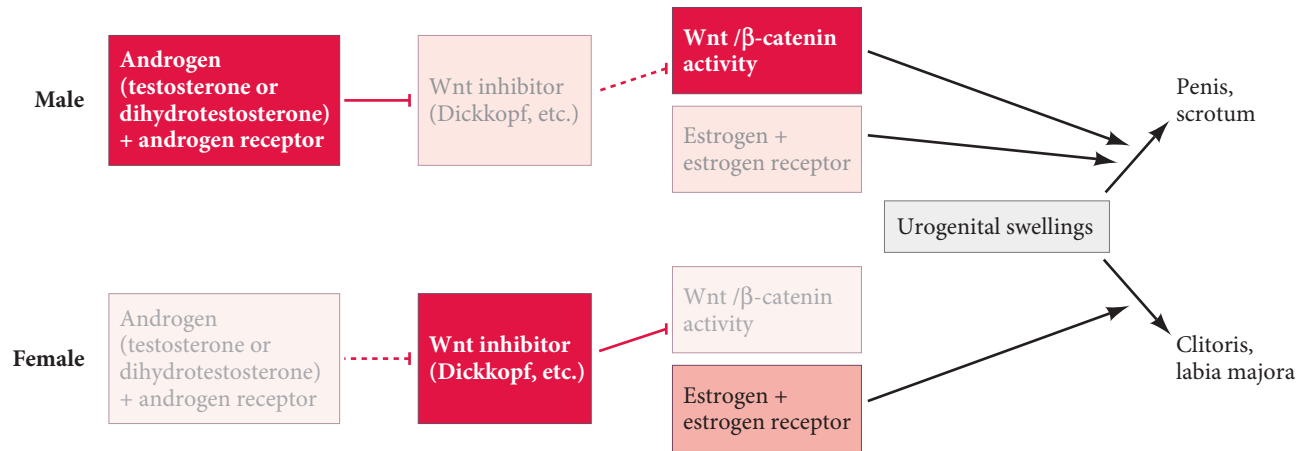 Male
Androgen
(testosterone or
dihydrotestosterone)
+ androgen receptor
Wnt inhibitor
(Dickkopf, etc.)
Wnt /β-catenin
activity
Estrogen +
estrogen receptor
Penis,
scrotum
Urogenital swellings
Female
Androgen
(testosterone or
dihydrotestosterone)
+ androgen receptor
Wnt inhibitor
(Dickkopf, etc.)
Wnt /β-catenin
activity
Estrogen +
estrogen receptor
Clitoris,
labia majora